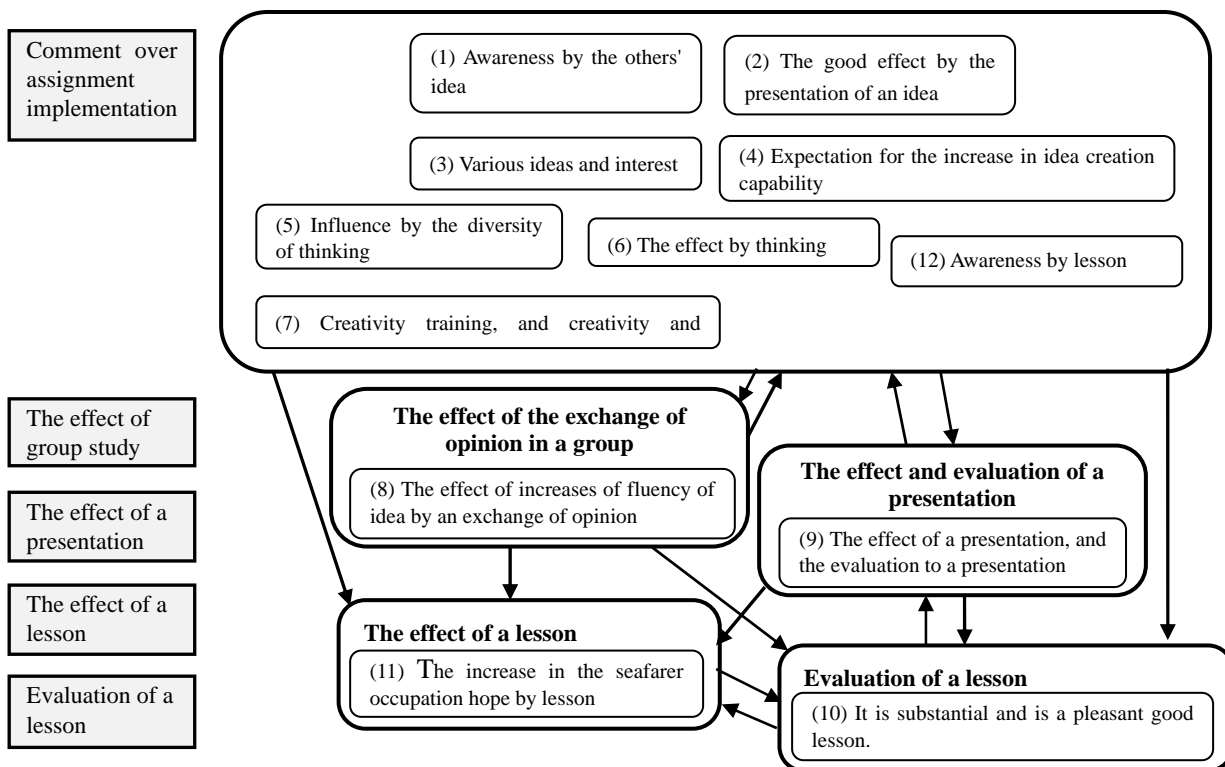 Comment over
assignment
implementation
(1) Awareness by the others'
idea
(2) The good effect by the
presentation of an idea
(3) Various ideas and interest
(4) Expectation for the increase in idea creation
capability
(5) Influence by the diversity
of thinking
(6) The effect by thinking
(12) Awareness by lesson
(7) Creativity training, and creativity and
The effect of
group study
The effect of the exchange of
opinion in a group
(8) The effect of increases of fluency of
idea by an exchange of opinion
The effect and evaluation of a
presentation
(9) The effect of a presentation, and
the evaluation to a presentation
The effect of a
presentation
The effect of a
lesson
The effect of a lesson
(11) The increase in the seafarer
occupation hope by lesson
Evaluation of a
lesson
Evaluation of a lesson
(10) It is substantial and is a pleasant good
lesson.